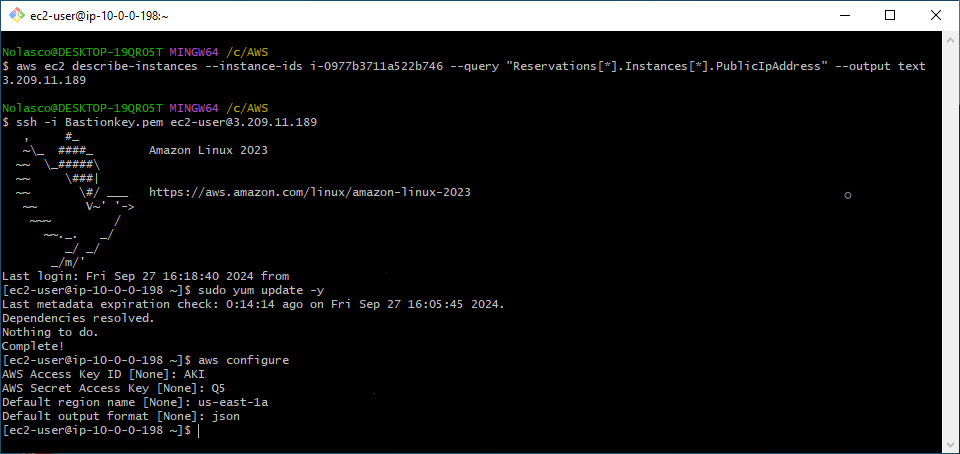 ec2-user@ip-10-0-0-198:~
Nolasco@DESKTOP-19QRO5T MINGW64 /c/AWS
$ aws ec2 describe-instances --instance-ids i-0977b3711a522b746 --query "Reservations[*].Instances[*].PublicIpAddress" --output text
3.209.11.189
Nolasco@DESKTOP-19QRO5T MINGW64 /c/AWS
$ ssh -i Bastionkey.pem ec2-user@3.209.11.189
   ,     #_
   ~\_  ####_        Amazon Linux 2023
  ~~  \_#####\
  ~~     \###|
  ~~       \#/ ___   https://aws.amazon.com/linux/amazon-linux-2023
   ~~       V~' '->
    ~~~         /
      ~~._.   _/
         _/ _/
       _/m/'
Last login: Fri Sep 27 16:18:40 2024 from
[ec2-user@ip-10-0-0-198 ~]$ sudo yum update -y
Last metadata expiration check: 0:14:14 ago on Fri Sep 27 16:05:45 2024.
Dependencies resolved.
Nothing to do.
Complete!
[ec2-user@ip-10-0-0-198 ~]$ aws configure
AWS Access Key ID [None]: AKI
AWS Secret Access Key [None]: Q5
Default region name [None]: us-east-1a
Default output format [None]: json
[ec2-user@ip-10-0-0-198 ~]$